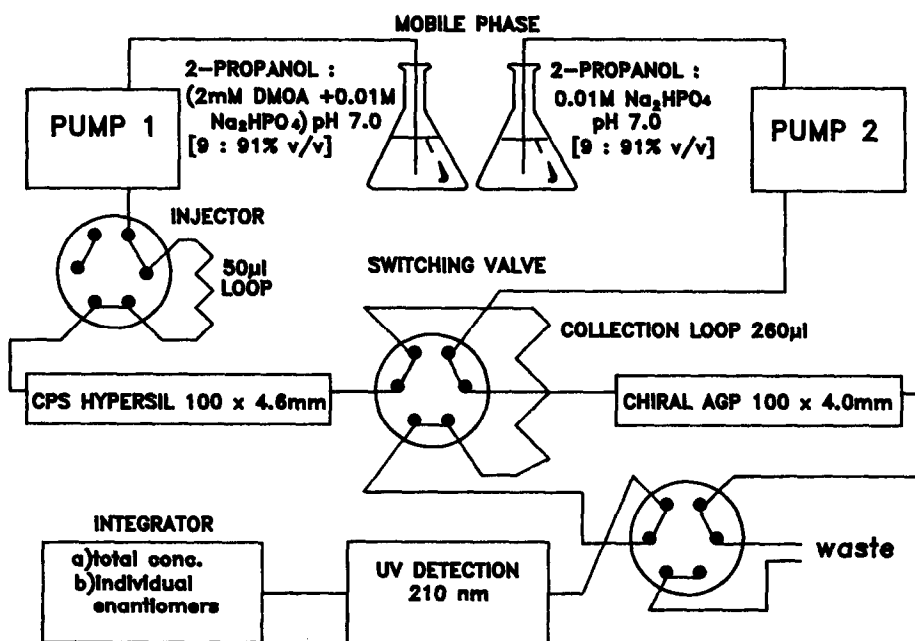 MOBILE PHASE
2-PROPANOL :
(2mM DMOA +0.01M
Na₂HPO₄) pH 7.0
[9 : 91% v/v]
2-PROPANOL :
0.01M Na₂HPO₄
pH 7.0
[9 : 91% v/v]
PUMP 1
PUMP 2
INJECTOR
50µl
LOOP
SWITCHING VALVE
COLLECTION LOOP 260µl
CPS HYPERSIL 100 x 4.6mm
CHIRAL AGP 100 x 4.0mm
INTEGRATOR
a)total conc.
b)individual
enantiomers
UV DETECTION
210 nm
waste